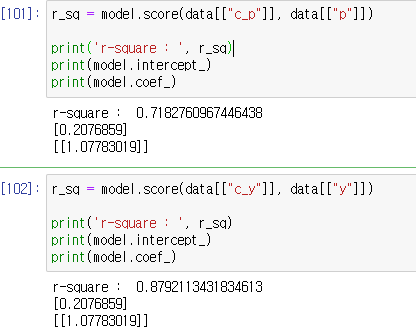 [101]: r_sq = model.score(data[["c_p"]], data[["p"]])
print('r-square : ', r_sq)
print(model.intercept_)
print(model.coef_)
r-square :  0.7182760967446438
[0.2076859]
[[1.07783019]]
[102]: r_sq = model.score(data[["c_y"]], data[["y"]])
print('r-square : ', r_sq)
print(model.intercept_)
print(model.coef_)
r-square :  0.8792113431834613
[0.2076859]
[[1.07783019]]